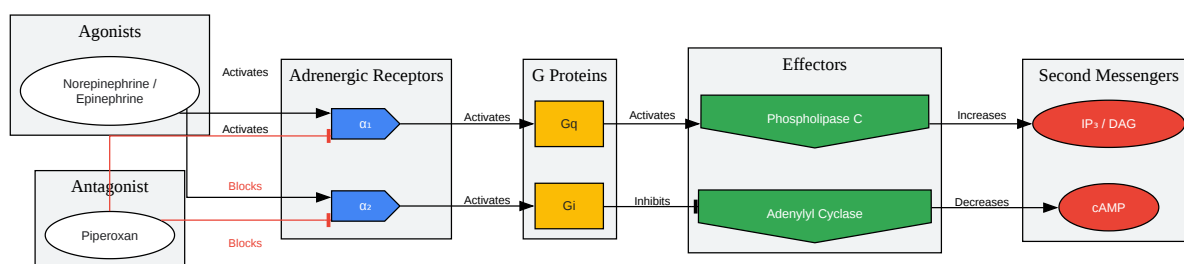 Agonists
Norepinephrine /
Epinephrine
Activates
Activates
Antagonist
Piperoxan
Blocks
Blocks
Adrenergic Receptors
α₁
α₂
Activates
Activates
G Proteins
Gq
Gi
Activates
Inhibits
Effectors
Phospholipase C
Adenylyl Cyclase
Increases
Decreases
Second Messengers
IP₃ / DAG
cAMP